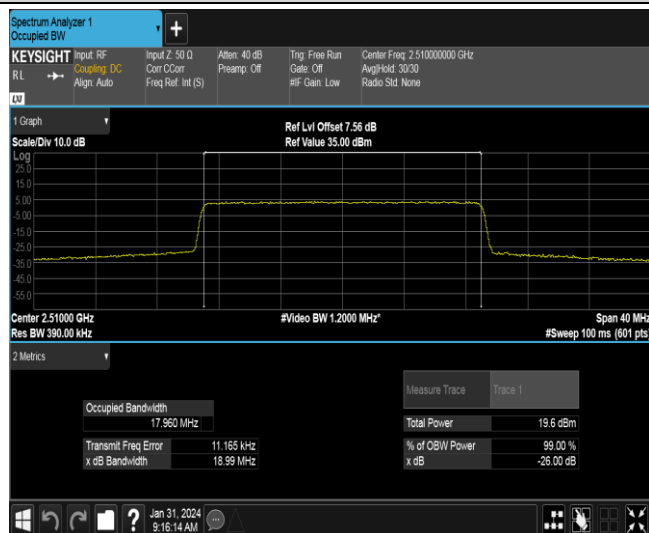 Spectrum Analyzer 1
Occupied BW
KEYSIGHT Input: RF Input Z: 50 Ω Atten: 40 dB Trig: Free Run Center Freq: 2.510000000 GHz
RL Coupling: DC Corr CCorr Preamp: Off Gate: Off Avg|Hold: 30/30
Align: Auto Freq Ref: Int (S) #IF Gain: Low Radio Std: None
LXI
1 Graph
Ref Lvl Offset 7.56 dB
Scale/Div 10.0 dB Ref Value 35.00 dBm
Log
25.0
15.0
5.00
-5.00
-15.0
-25.0
-35.0
-45.0
-55.0
Center 2.51000 GHz #Video BW 1.2000 MHz* Span 40 MHz
Res BW 390.00 kHz #Sweep 100 ms (601 pts)
2 Metrics
Measure Trace Trace 1
Occupied Bandwidth
17.960 MHz Total Power 19.6 dBm
Transmit Freq Error 11.165 kHz % of OBW Power 99.00 %
x dB Bandwidth 18.99 MHz x dB -26.00 dB
? Jan 31, 2024
9:16:14 AM